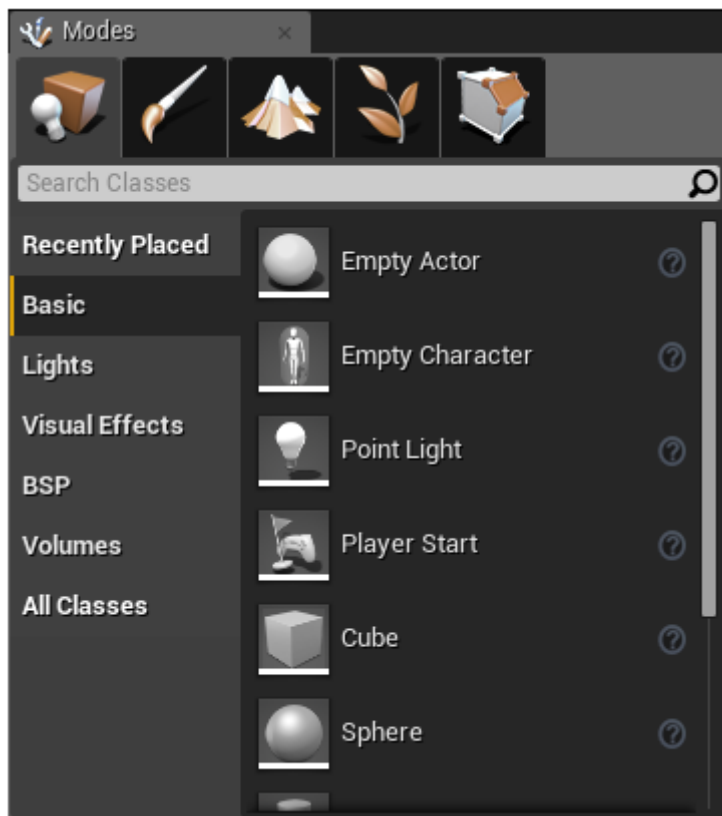 Modes
Search Classes
Recently Placed
Basic
Lights
Visual Effects
BSP
Volumes
All Classes
Empty Actor
Empty Character
Point Light
Player Start
Cube
Sphere